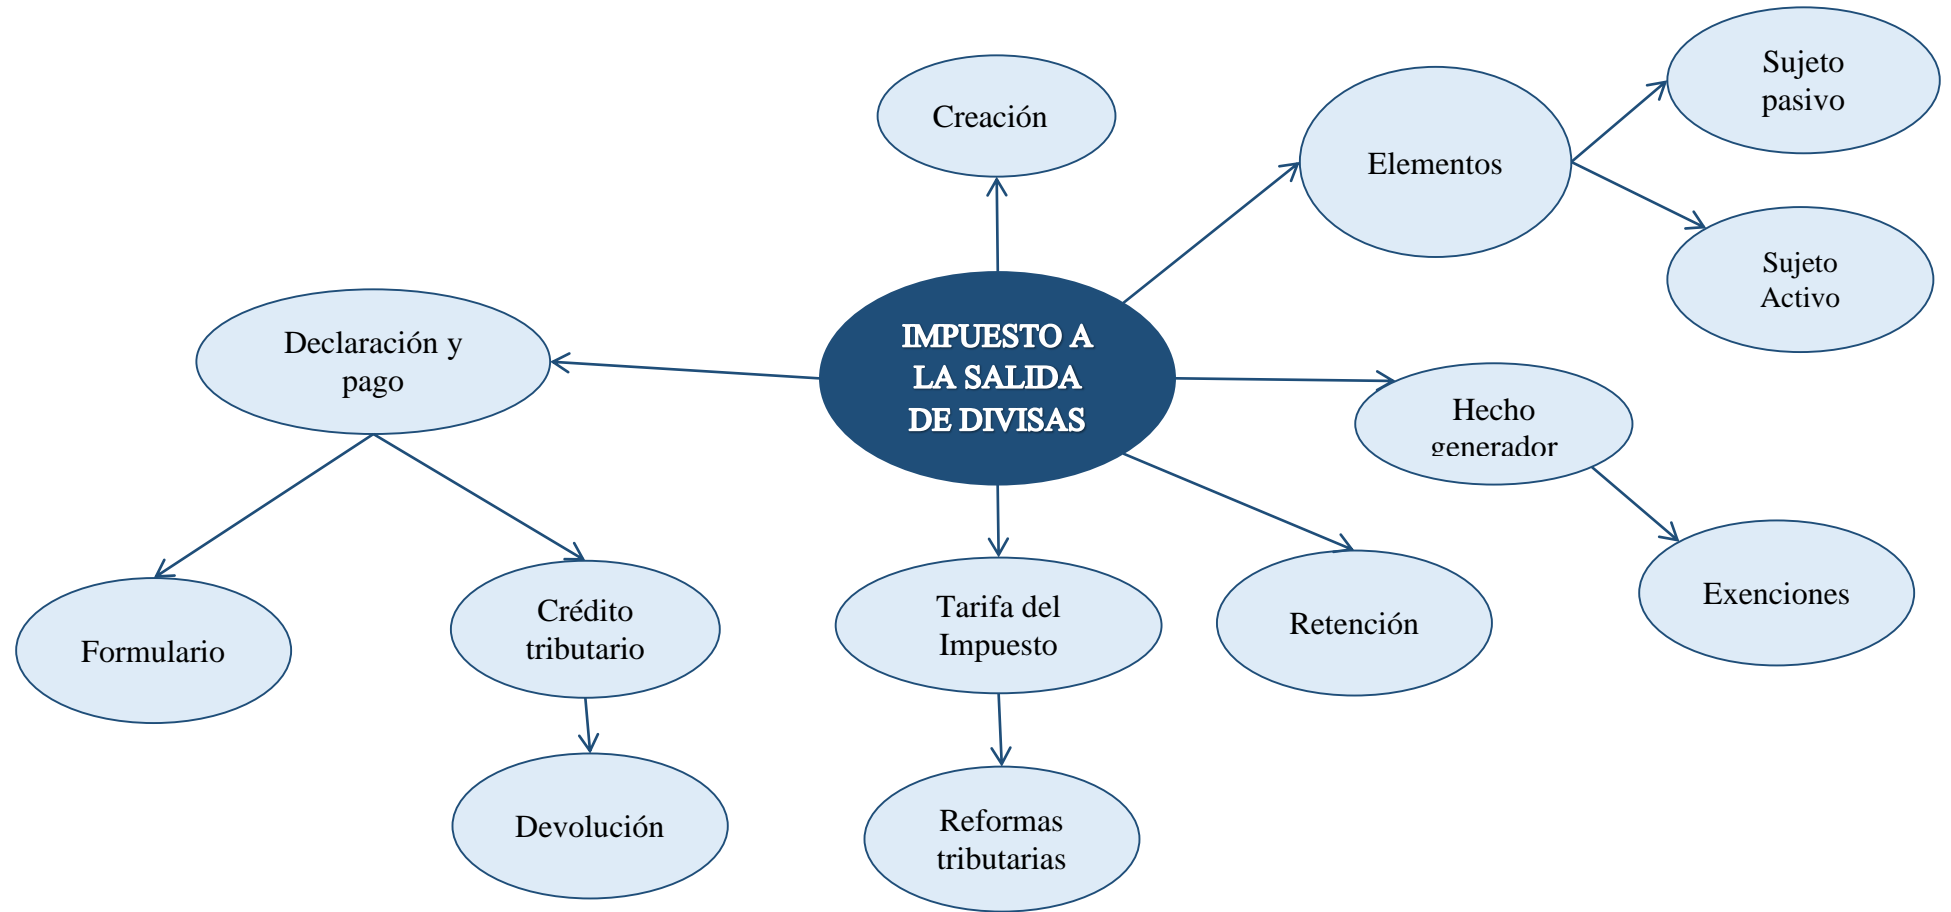 Sujeto
pasivo
Creación
Elementos
Sujeto
Activo
IMPUESTO A
LA SALIDA
DE DIVISAS
Declaración y
pago
Hecho
generador
Formulario
Crédito
tributario
Tarifa del
Impuesto
Retención
Exenciones
Devolución
Reformas
tributarias